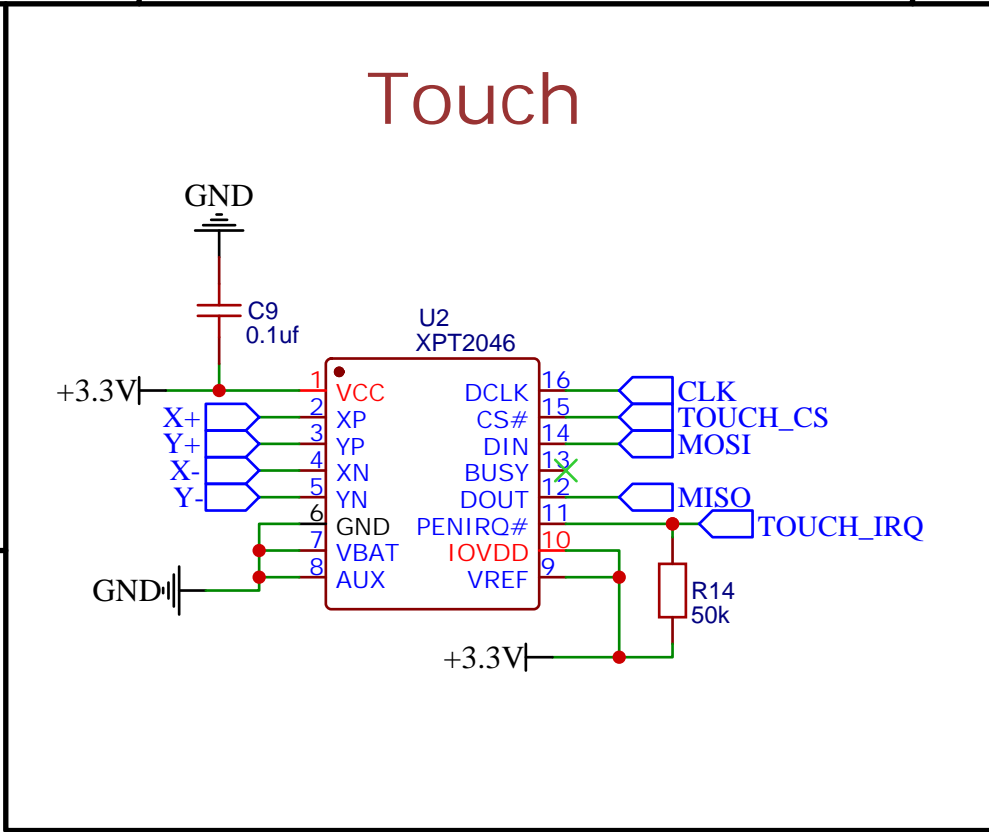 Touch
GND
C9
0.1uf
U2
XPT2046
+3.3V
1 VCC
X+ 2 XP
Y+ 3 YP
X- 4 XN
Y- 5 YN
6 GND
7 VBAT
8 AUX
GND
DCLK 16 CLK
CS# 15 TOUCH_CS
DIN 14 MOSI
BUSY 13
DOUT 12 MISO
PENIRQ# 11 TOUCH_IRQ
IOVDD 10
VREF 9
R14
50k
+3.3V